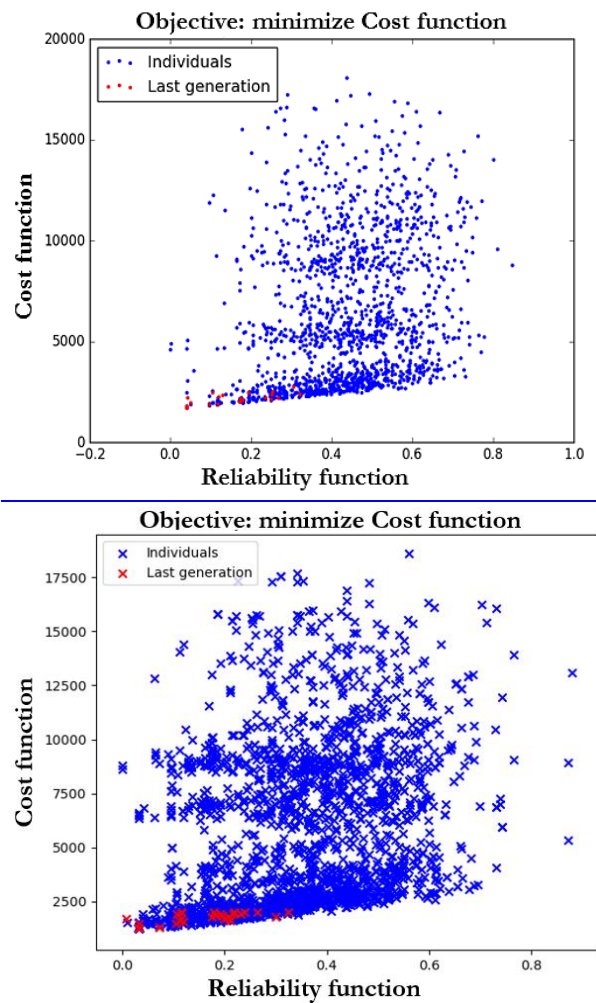 Objective: minimize Cost function
20000
Individuals
Last generation
15000
10000
5000
0
Cost function
−0.2 0.0 0.2 0.4 0.6 0.8 1.0
Reliability function
Objective: minimize Cost function
Individuals
Last generation
17500
15000
12500
10000
7500
5000
2500
Cost function
0.0 0.2 0.4 0.6 0.8
Reliability function